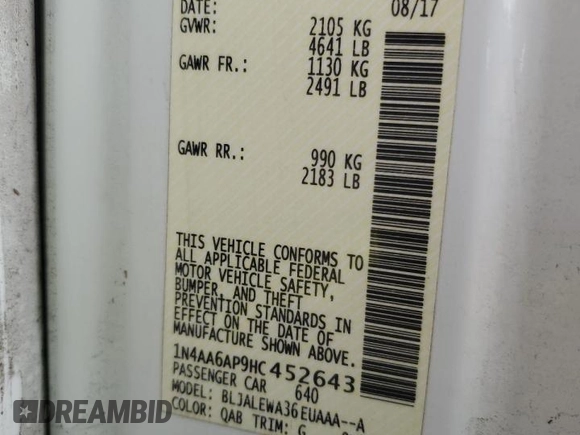 DATE: 08/17
GVWR: 2105 KG
4641 LB
GAWR FR.: 1130 KG
2491 LB
GAWR RR.: 990 KG
2183 LB
THIS VEHICLE CONFORMS TO
ALL APPLICABLE FEDERAL
MOTOR VEHICLE SAFETY,
BUMPER, AND THEFT
PREVENTION STANDARDS IN
EFFECT ON THE DATE OF
MANUFACTURE SHOWN ABOVE.
1N4AA6AP9HC452643
PASSENGER CAR 640
MODEL: BLJALEWA36EUAAA--A
COLOR: QAB TRIM: G
DREAMBID